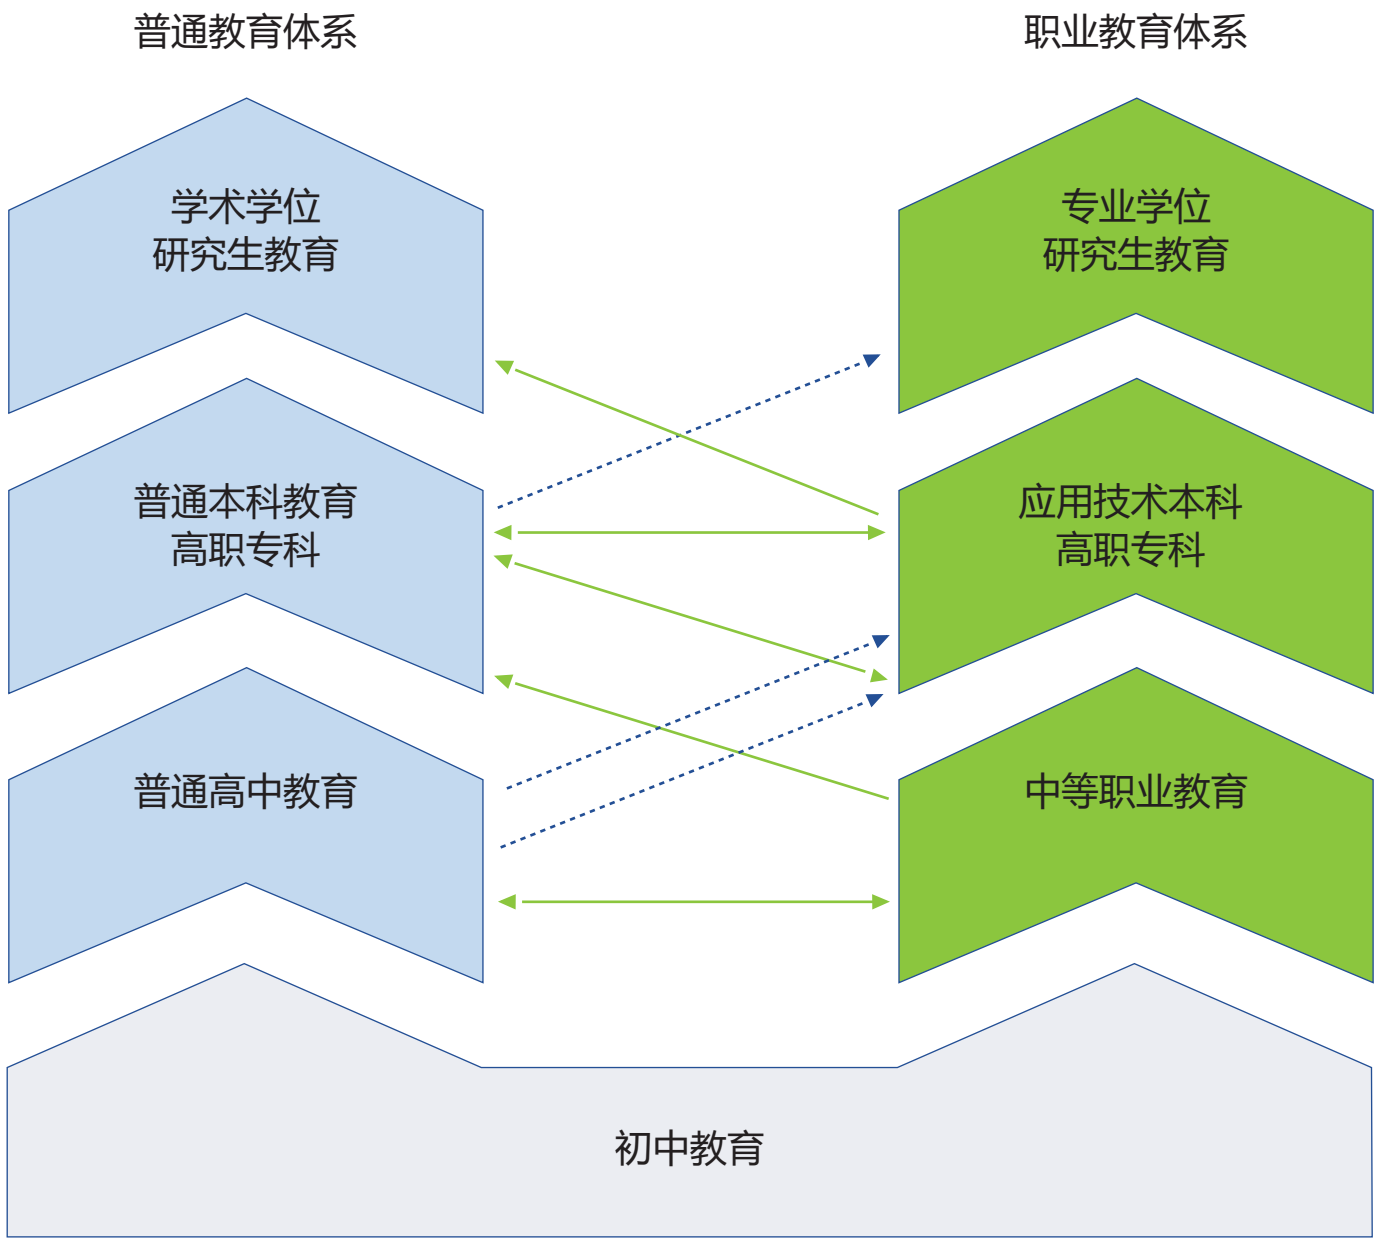 普通教育体系
职业教育体系
学术学位
研究生教育
专业学位
研究生教育
普通本科教育
高职专科
应用技术本科
高职专科
普通高中教育
中等职业教育
初中教育